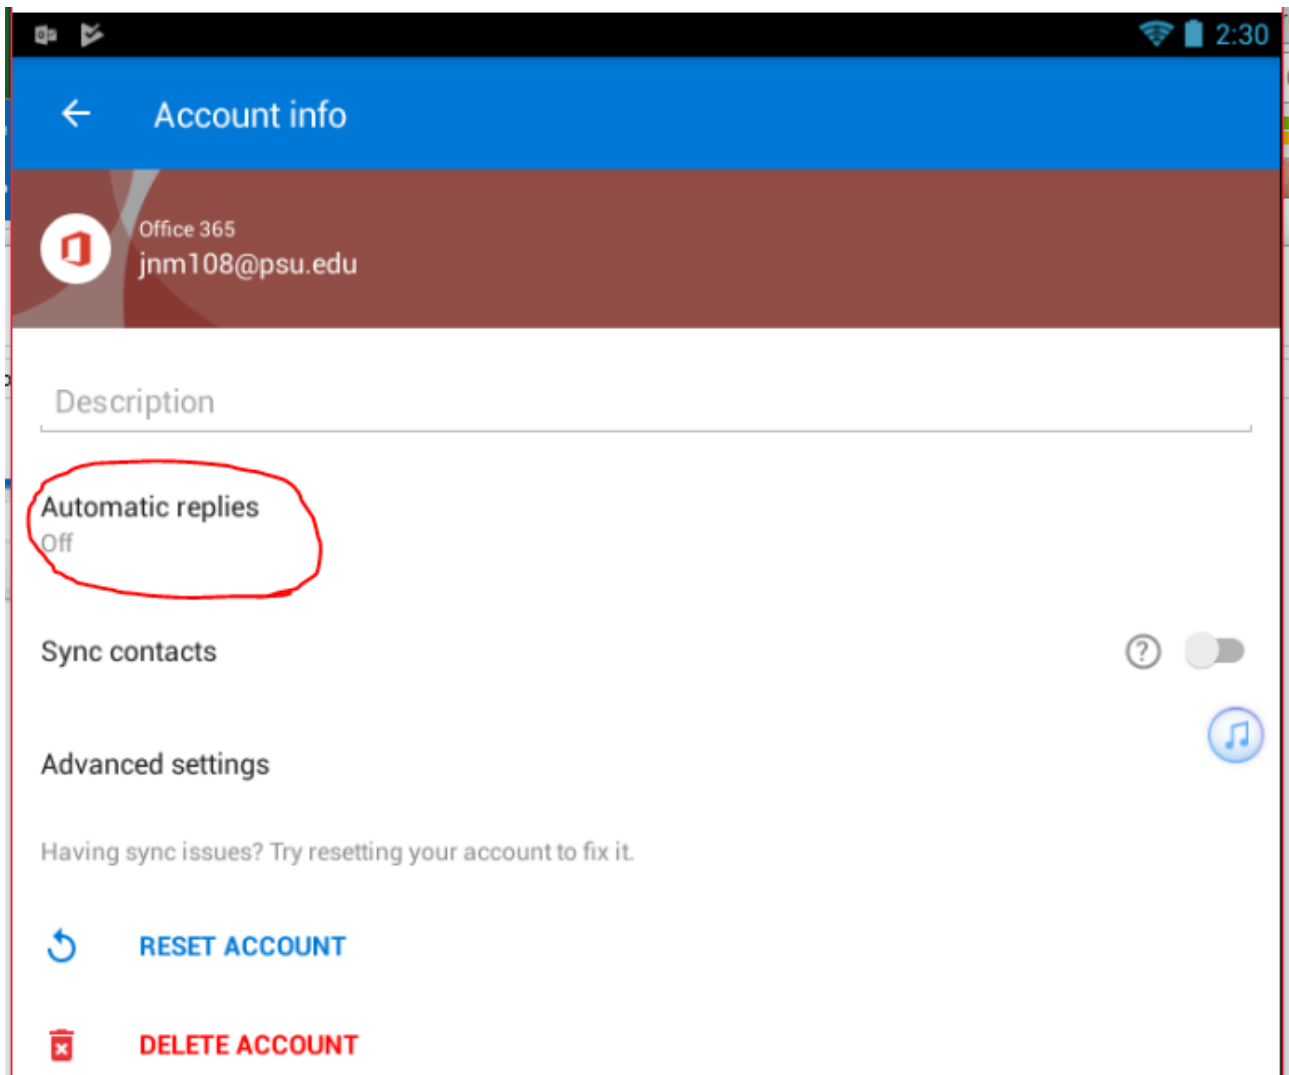 2:30
Account info
Office 365
jnm108@psu.edu
Description
Automatic replies
Off
Sync contacts
Advanced settings
Having sync issues? Try resetting your account to fix it.
RESET ACCOUNT
DELETE ACCOUNT